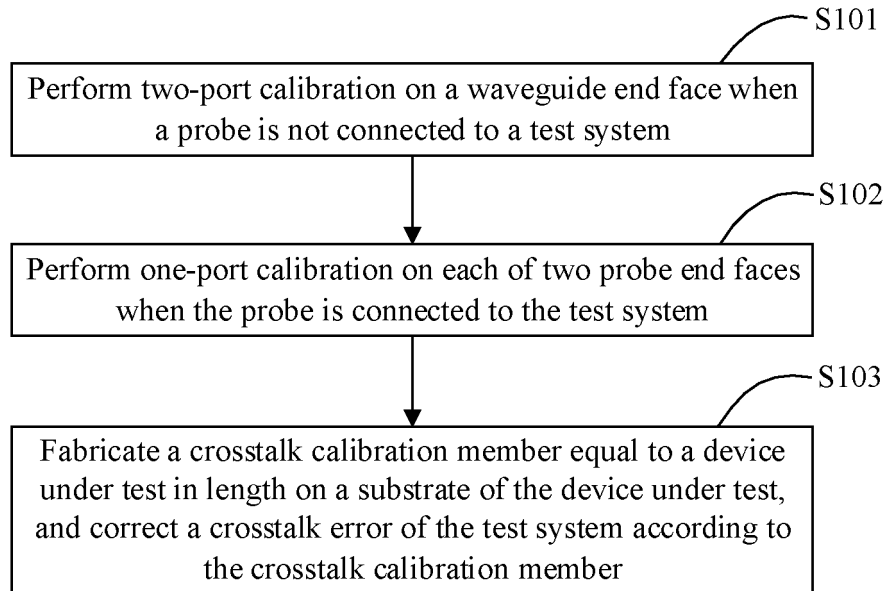 S101
Perform two-port calibration on a waveguide end face when
a probe is not connected to a test system
S102
Perform one-port calibration on each of two probe end faces
when the probe is connected to the test system
S103
Fabricate a crosstalk calibration member equal to a device
under test in length on a substrate of the device under test,
and correct a crosstalk error of the test system according to
the crosstalk calibration member